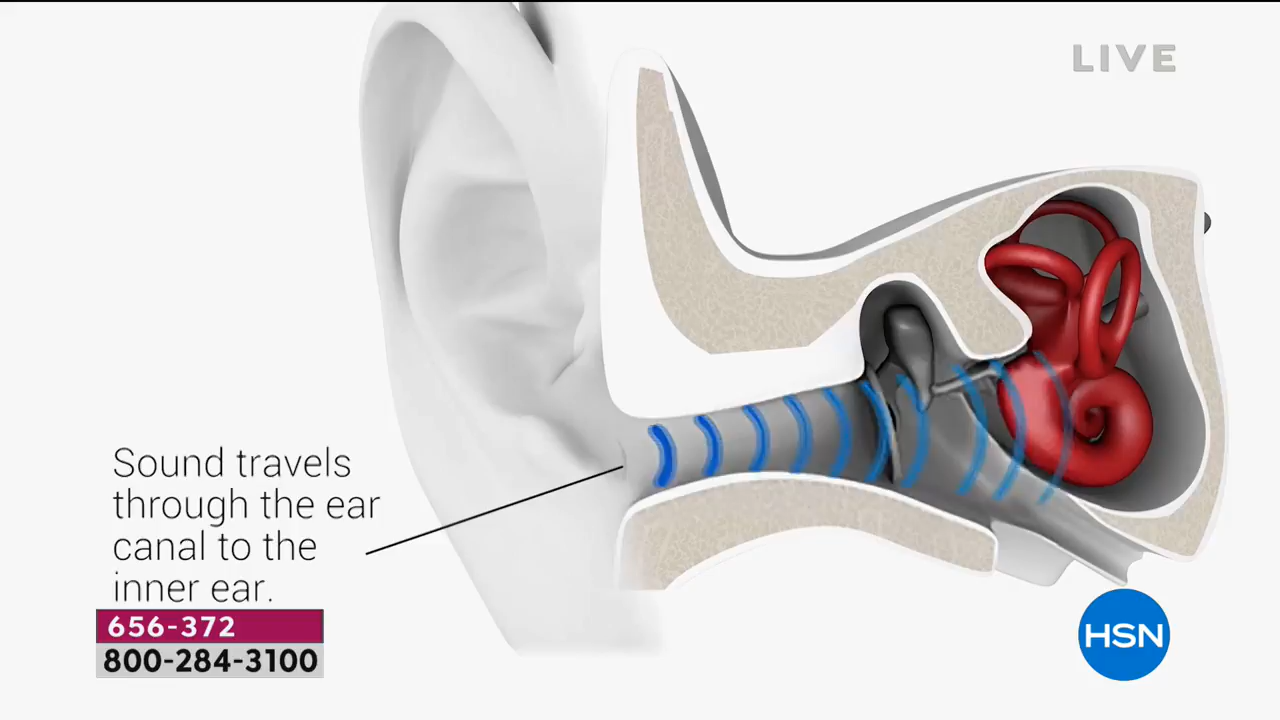 LIVE
Sound travels
through the ear
canal to the
inner ear.
656-372
800-284-3100
HSN